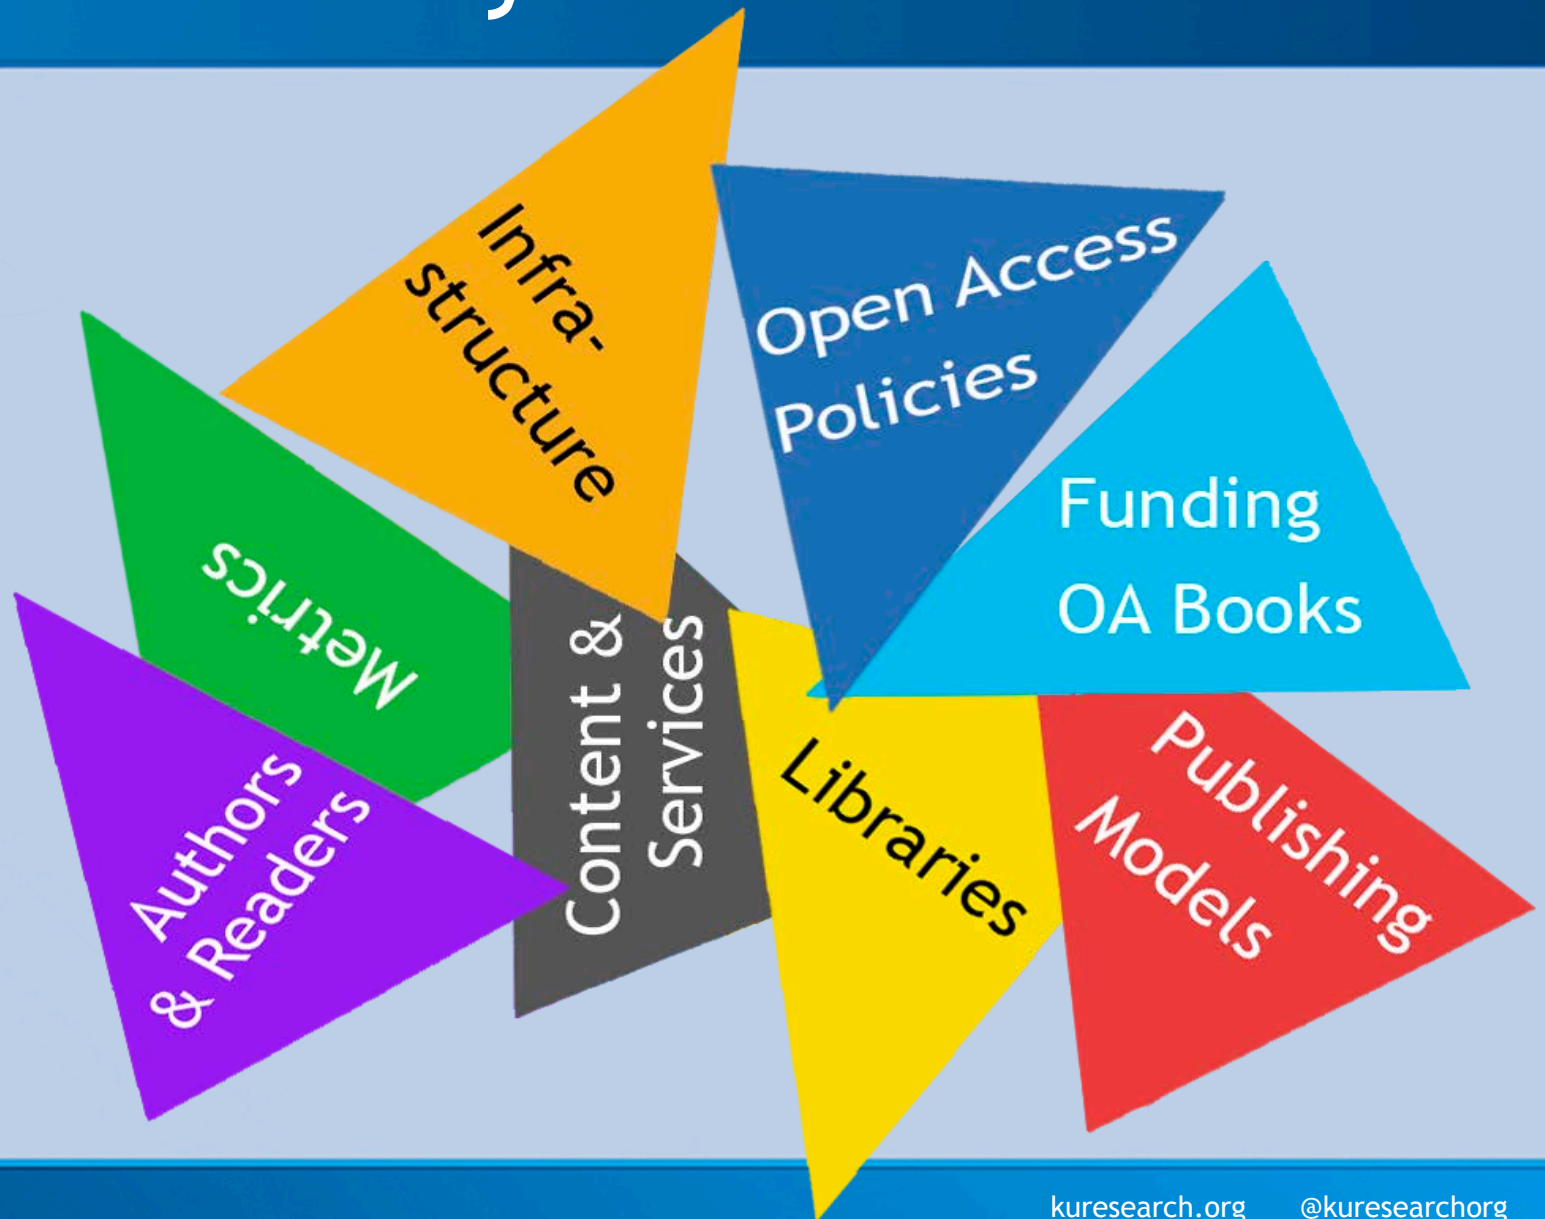 Infra-
structure
Open Access
Policies
Funding
OA Books
Metrics
Content &
Services
Authors
& Readers
Libraries
Publishing
Models
kuresearch.org
@kuresearchorg